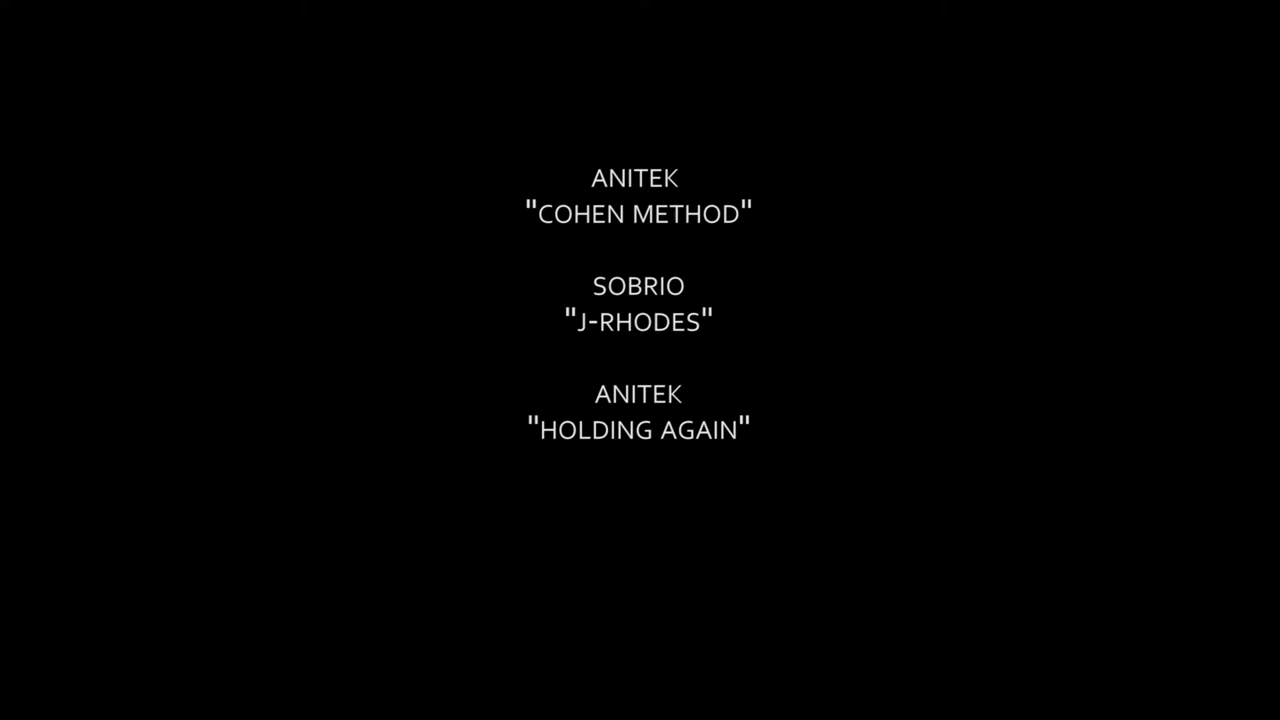 ANITEK
"COHEN METHOD"
SOBRIO
"J-RHODES"
ANITEK
"HOLDING AGAIN"